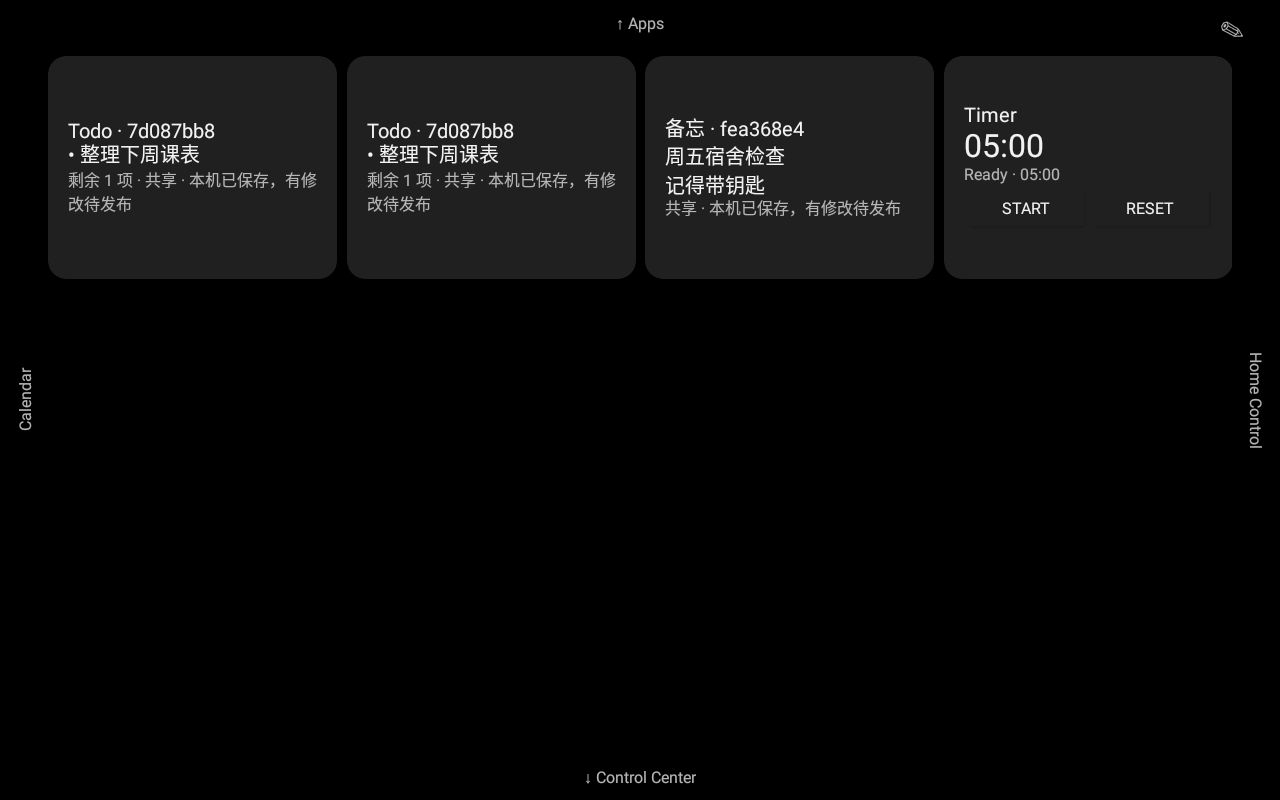 ↑ Apps
Todo · 7d087bb8
• 整理下周课表
剩余 1 项 · 共享 · 本机已保存，有修
改待发布
Todo · 7d087bb8
• 整理下周课表
剩余 1 项 · 共享 · 本机已保存，有修
改待发布
备忘 · fea368e4
周五宿舍检查
记得带钥匙
共享 · 本机已保存，有修改待发布
Timer
05:00
Ready · 05:00
START
RESET
Calendar
Home Control
↓ Control Center